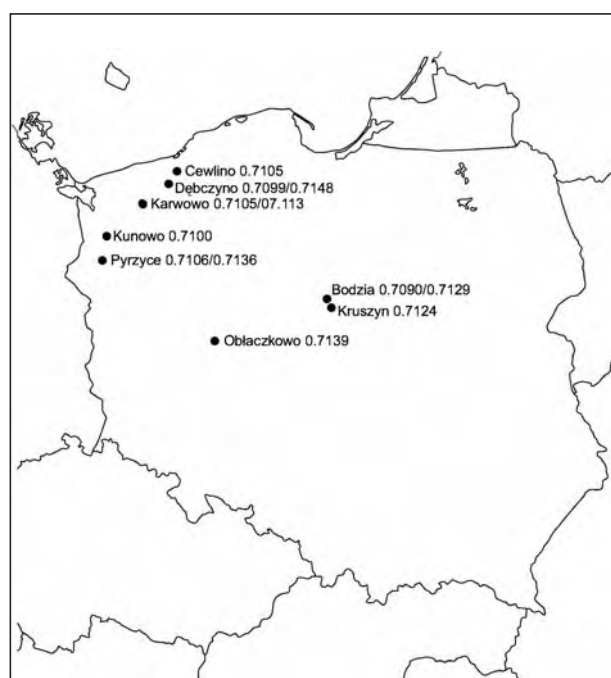 Cewlino 0.7105
Dębczyno 0.7099/0.7148
Karwowo 0.7105/07.113
Kunowo 0.7100
Pyrzyce 0.7106/0.7136
Bodzia 0.7090/0.7129
Kruszyn 0.7124
Obłaczkowo 0.7139